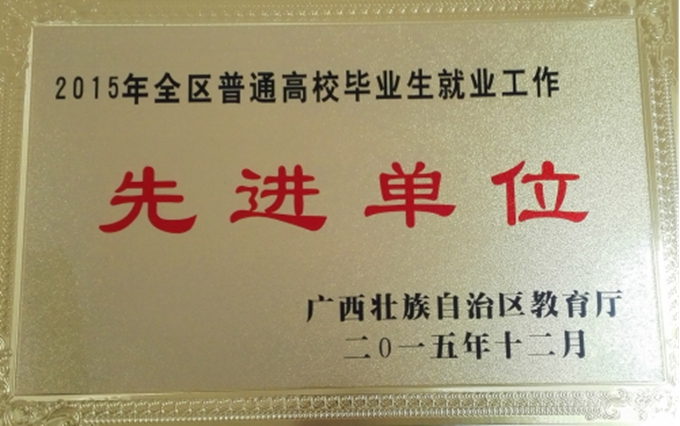 2015年全区普通高校毕业生就业工作
先进单位
广西壮族自治区教育厅
二0一五年十二月